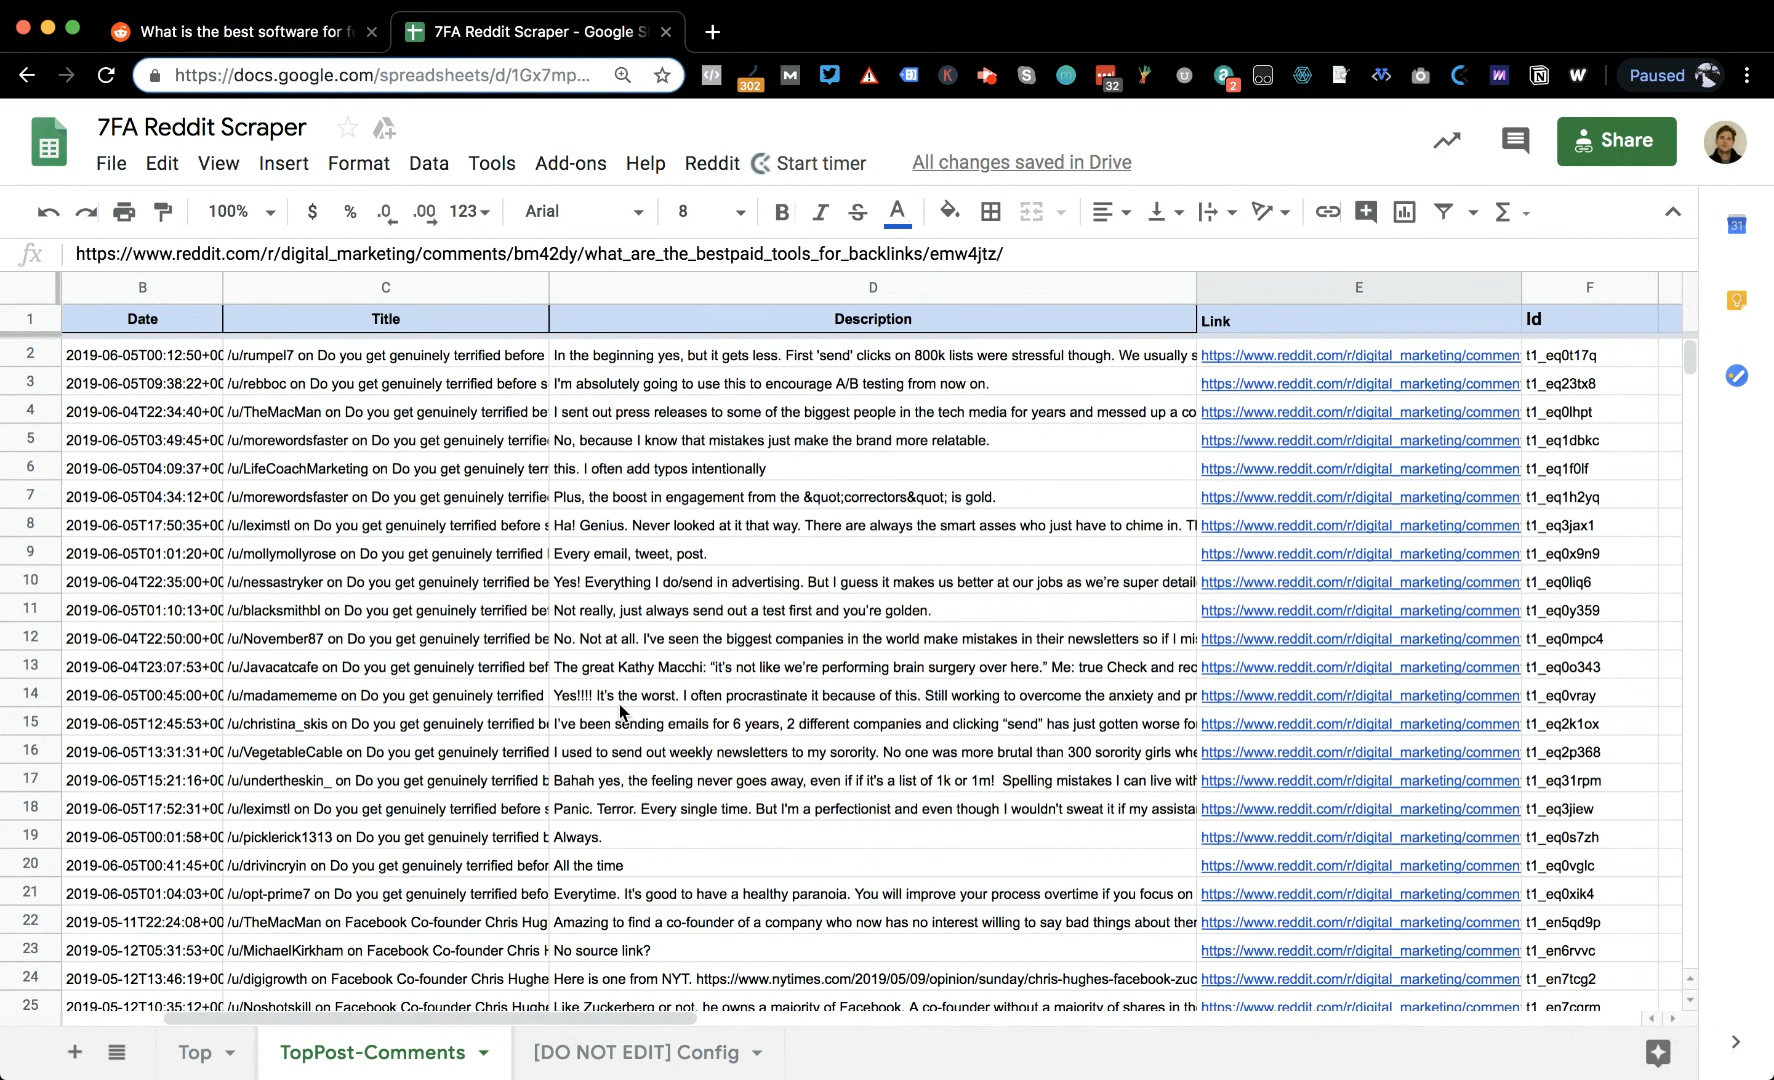 What is the best software for f
7FA Reddit Scraper - Google S
https://docs.google.com/spreadsheets/d/1Gx7mp...
302
32
2
Paused
7FA Reddit Scraper
File Edit View Insert Format Data Tools Add-ons Help Reddit Start timer All changes saved in Drive
Share
100% $ % .0 .00 123 Arial 8 B I S A
31
fx https://www.reddit.com/r/digital_marketing/comments/bm42dy/what_are_the_bestpaid_tools_for_backlinks/emw4jtz/
B C D E F
1 Date Title Description Link Id
2 2019-06-05T00:12:50+00 /u/rumpel7 on Do you get genuinely terrified before In the beginning yes, but it gets less. First 'send' clicks on 800k lists were stressful though. We usually s https://www.reddit.com/r/digital_marketing/commen t1_eq0t17q
3 2019-06-05T09:38:22+00 /u/rebboc on Do you get genuinely terrified before s I'm absolutely going to use this to encourage A/B testing from now on. https://www.reddit.com/r/digital_marketing/commen t1_eq23tx8
4 2019-06-04T22:34:40+00 /u/TheMacMan on Do you get genuinely terrified be I sent out press releases to some of the biggest people in the tech media for years and messed up a co https://www.reddit.com/r/digital_marketing/commen t1_eq0lhpt
5 2019-06-05T03:49:45+00 /u/morewordsfaster on Do you get genuinely terrifie No, because I know that mistakes just make the brand more relatable. https://www.reddit.com/r/digital_marketing/commen t1_eq1dbkc
6 2019-06-05T04:09:37+00 /u/LifeCoachMarketing on Do you get genuinely terr this. I often add typos intentionally https://www.reddit.com/r/digital_marketing/commen t1_eq1f0lf
7 2019-06-05T04:34:12+00 /u/morewordsfaster on Do you get genuinely terrifie Plus, the boost in engagement from the &quot;correctors&quot; is gold. https://www.reddit.com/r/digital_marketing/commen t1_eq1h2yq
8 2019-06-05T17:50:35+00 /u/leximstl on Do you get genuinely terrified before s Ha! Genius. Never looked at it that way. There are always the smart asses who just have to chime in. Tl https://www.reddit.com/r/digital_marketing/commen t1_eq3jax1
9 2019-06-05T01:01:20+00 /u/mollymollyrose on Do you get genuinely terrified Every email, tweet, post. https://www.reddit.com/r/digital_marketing/commen t1_eq0x9n9
10 2019-06-04T22:35:00+00 /u/nessastryker on Do you get genuinely terrified be Yes! Everything I do/send in advertising. But I guess it makes us better at our jobs as we're super detail https://www.reddit.com/r/digital_marketing/commen t1_eq0liq6
11 2019-06-05T01:10:13+00 /u/blacksmithbl on Do you get genuinely terrified bef Not really, just always send out a test first and you're golden. https://www.reddit.com/r/digital_marketing/commen t1_eq0y359
12 2019-06-04T22:50:00+00 /u/November87 on Do you get genuinely terrified be No. Not at all. I've seen the biggest companies in the world make mistakes in their newsletters so if I mi https://www.reddit.com/r/digital_marketing/commen t1_eq0mpc4
13 2019-06-04T23:07:53+00 /u/Javacatcafe on Do you get genuinely terrified bef The great Kathy Macchi: “it's not like we're performing brain surgery over here.” Me: true Check and rec https://www.reddit.com/r/digital_marketing/commen t1_eq0o343
14 2019-06-05T00:45:00+00 /u/madamememe on Do you get genuinely terrified Yes!!!! It's the worst. I often procrastinate it because of this. Still working to overcome the anxiety and pr https://www.reddit.com/r/digital_marketing/commen t1_eq0vray
15 2019-06-05T12:45:53+00 /u/christina_skis on Do you get genuinely terrified be I've been sending emails for 6 years, 2 different companies and clicking “send” has just gotten worse fo https://www.reddit.com/r/digital_marketing/commen t1_eq2k1ox
16 2019-06-05T13:31:31+00 /u/VegetableCable on Do you get genuinely terrified I used to send out weekly newsletters to my sorority. No one was more brutal than 300 sorority girls whe https://www.reddit.com/r/digital_marketing/commen t1_eq2p368
17 2019-06-05T15:21:16+00 /u/undertheskin_ on Do you get genuinely terrified b Bahah yes, the feeling never goes away, even if if it's a list of 1k or 1m! Spelling mistakes I can live with https://www.reddit.com/r/digital_marketing/commen t1_eq31rpm
18 2019-06-05T17:52:31+00 /u/leximstl on Do you get genuinely terrified before s Panic. Terror. Every single time. But I'm a perfectionist and even though I wouldn't sweat it if my assista https://www.reddit.com/r/digital_marketing/commen t1_eq3jiew
19 2019-06-05T00:01:58+00 /u/picklerick1313 on Do you get genuinely terrified b Always. https://www.reddit.com/r/digital_marketing/commen t1_eq0s7zh
20 2019-06-05T00:41:45+00 /u/drivincryin on Do you get genuinely terrified befor All the time https://www.reddit.com/r/digital_marketing/commen t1_eq0vglc
21 2019-06-05T01:04:03+00 /u/opt-prime7 on Do you get genuinely terrified befo Everytime. It's good to have a healthy paranoia. You will improve your process overtime if you focus on https://www.reddit.com/r/digital_marketing/commen t1_eq0xik4
22 2019-05-11T22:24:08+00 /u/TheMacMan on Facebook Co-founder Chris Hug Amazing to find a co-founder of a company who now has no interest willing to say bad things about ther https://www.reddit.com/r/digital_marketing/commen t1_en5qd9p
23 2019-05-12T05:31:53+00 /u/MichaelKirkham on Facebook Co-founder Chris H No source link? https://www.reddit.com/r/digital_marketing/commen t1_en6rvvc
24 2019-05-12T13:46:19+00 /u/digigrowth on Facebook Co-founder Chris Hughe Here is one from NYT. https://www.nytimes.com/2019/05/09/opinion/sunday/chris-hughes-facebook-zuc https://www.reddit.com/r/digital_marketing/commen t1_en7tcg2
25 2019-05-12T10:35:12+00 /u/Noshotskill on Facebook Co-founder Chris Hughe Like Zuckerberg or not, he owns a majority of Facebook. A co-founder without a majority of shares in th https://www.reddit.com/r/digital_marketing/commen t1_en7cqrm
Top TopPost-Comments [DO NOT EDIT] Config